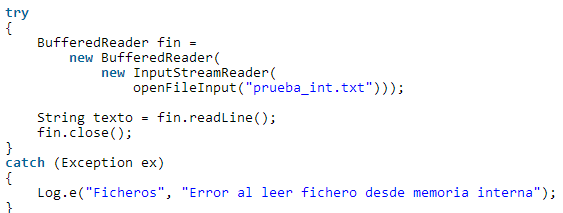 try
{
    BufferedReader fin =
        new BufferedReader(
            new InputStreamReader(
                openFileInput("prueba_int.txt")));

    String texto = fin.readLine();
    fin.close();
}
catch (Exception ex)
{
    Log.e("Ficheros", "Error al leer fichero desde memoria interna");
}